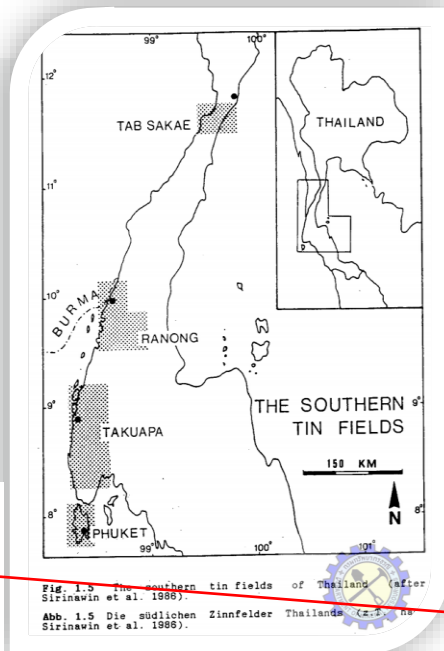 99°
100°
12°
TAB SAKAE
THAILAND
11°
10°
BURMA
RANONG
9°
THE SOUTHERN
TIN FIELDS
9°
TAKUAPA
150 KM
N
8°
8°
PHUKET
99°
100°
101°
Fig. 1.5 The southern tin fields of Thailand (after
Sirinawin et al. 1986).
Abb. 1.5 Die südlichen Zinnfelder Thailands (z.T.
Sirinawin et al. 1986).